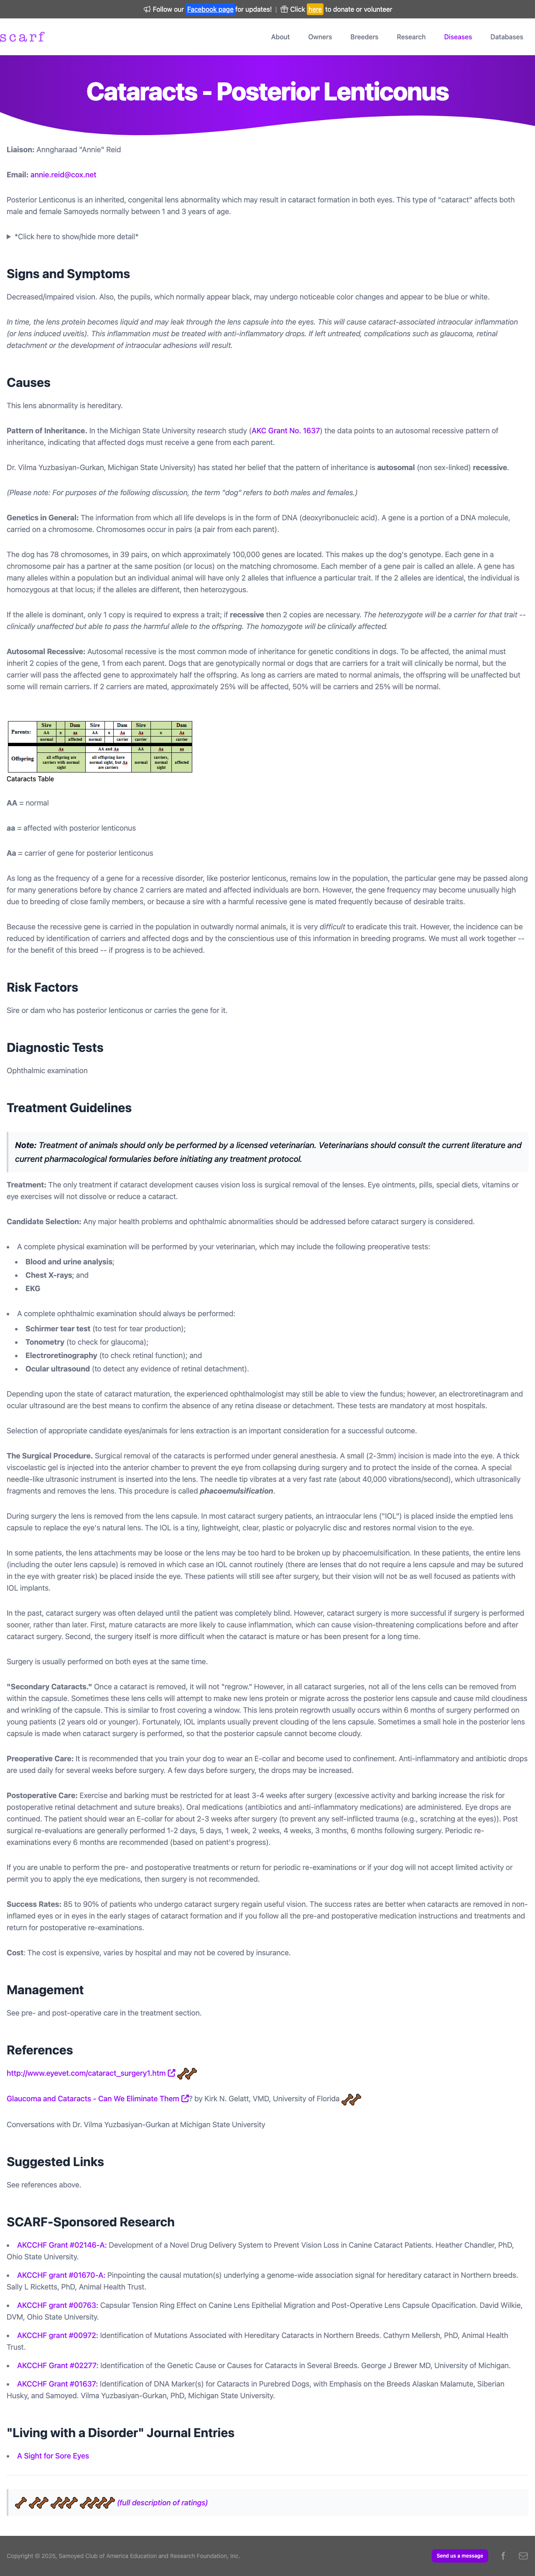 Follow our Facebook page for updates! | Click here to donate or volunteer
scarf
About Owners Breeders Research Diseases Databases
Cataracts - Posterior Lenticonus
Liaison: Anngharaad "Annie" Reid
Email: annie.reid@cox.net
Posterior Lenticonus is an inherited, congenital lens abnormality which may result in cataract formation in both eyes. This type of "cataract" affects both
male and female Samoyeds normally between 1 and 3 years of age.
*Click here to show/hide more detail*
Signs and Symptoms
Decreased/impaired vision. Also, the pupils, which normally appear black, may undergo noticeable color changes and appear to be blue or white.
In time, the lens protein becomes liquid and may leak through the lens capsule into the eyes. This will cause cataract-associated intraocular inflammation
(or lens induced uveitis). This inflammation must be treated with anti-inflammatory drops. If left untreated, complications such as glaucoma, retinal
detachment or the development of intraocular adhesions will result.
Causes
This lens abnormality is hereditary.
Pattern of Inheritance. In the Michigan State University research study (AKC Grant No. 1637) the data points to an autosomal recessive pattern of
inheritance, indicating that affected dogs must receive a gene from each parent.
Dr. Vilma Yuzbasiyan-Gurkan, Michigan State University) has stated her belief that the pattern of inheritance is autosomal (non sex-linked) recessive.
(Please note: For purposes of the following discussion, the term "dog" refers to both males and females.)
Genetics in General: The information from which all life develops is in the form of DNA (deoxyribonucleic acid). A gene is a portion of a DNA molecule,
carried on a chromosome. Chromosomes occur in pairs (a pair from each parent).
The dog has 78 chromosomes, in 39 pairs, on which approximately 100,000 genes are located. This makes up the dog's genotype. Each gene in a
chromosome pair has a partner at the same position (or locus) on the matching chromosome. Each member of a gene pair is called an allele. A gene has
many alleles within a population but an individual animal will have only 2 alleles that influence a particular trait. If the 2 alleles are identical, the individual is
homozygous at that locus; if the alleles are different, then heterozygous.
If the allele is dominant, only 1 copy is required to express a trait; if recessive then 2 copies are necessary. The heterozygote will be a carrier for that trait --
clinically unaffected but able to pass the harmful allele to the offspring. The homozygote will be clinically affected.
Autosomal Recessive: Autosomal recessive is the most common mode of inheritance for genetic conditions in dogs. To be affected, the animal must
inherit 2 copies of the gene, 1 from each parent. Dogs that are genotypically normal or dogs that are carriers for a trait will clinically be normal, but the
carrier will pass the affected gene to approximately half the offspring. As long as carriers are mated to normal animals, the offspring will be unaffected but
some will remain carriers. If 2 carriers are mated, approximately 25% will be affected, 50% will be carriers and 25% will be normal.
Sire Dam Sire Dam Sire Dam
Parents: AA x aa AA x Aa Aa x Aa
normal affected normal carrier carrier carrier
Aa AA and Aa AA Aa aa
Offspring all offspring are carriers with normal sight all offspring have normal sight, but Aa are carriers normal carriers, normal sight affected
Cataracts Table
AA = normal
aa = affected with posterior lenticonus
Aa = carrier of gene for posterior lenticonus
As long as the frequency of a gene for a recessive disorder, like posterior lenticonus, remains low in the population, the particular gene may be passed along
for many generations before by chance 2 carriers are mated and affected individuals are born. However, the gene frequency may become unusually high
due to breeding of close family members, or because a sire with a harmful recessive gene is mated frequently because of desirable traits.
Because the recessive gene is carried in the population in outwardly normal animals, it is very difficult to eradicate this trait. However, the incidence can be
reduced by identification of carriers and affected dogs and by the conscientious use of this information in breeding programs. We must all work together --
for the benefit of this breed -- if progress is to be achieved.
Risk Factors
Sire or dam who has posterior lenticonus or carries the gene for it.
Diagnostic Tests
Ophthalmic examination
Treatment Guidelines
Note: Treatment of animals should only be performed by a licensed veterinarian. Veterinarians should consult the current literature and
current pharmacological formularies before initiating any treatment protocol.
Treatment: The only treatment if cataract development causes vision loss is surgical removal of the lenses. Eye ointments, pills, special diets, vitamins or
eye exercises will not dissolve or reduce a cataract.
Candidate Selection: Any major health problems and ophthalmic abnormalities should be addressed before cataract surgery is considered.
• A complete physical examination will be performed by your veterinarian, which may include the following preoperative tests:
• Blood and urine analysis;
• Chest X-rays; and
• EKG
• A complete ophthalmic examination should always be performed:
• Schirmer tear test (to test for tear production);
• Tonometry (to check for glaucoma);
• Electroretinography (to check retinal function); and
• Ocular ultrasound (to detect any evidence of retinal detachment).
Depending upon the state of cataract maturation, the experienced ophthalmologist may still be able to view the fundus; however, an electroretinagram and
ocular ultrasound are the best means to confirm the absence of any retina disease or detachment. These tests are mandatory at most hospitals.
Selection of appropriate candidate eyes/animals for lens extraction is an important consideration for a successful outcome.
The Surgical Procedure. Surgical removal of the cataracts is performed under general anesthesia. A small (2-3mm) incision is made into the eye. A thick
viscoelastic gel is injected into the anterior chamber to prevent the eye from collapsing during surgery and to protect the inside of the cornea. A special
needle-like ultrasonic instrument is inserted into the lens. The needle tip vibrates at a very fast rate (about 40,000 vibrations/second), which ultrasonically
fragments and removes the lens. This procedure is called phacoemulsification.
During surgery the lens is removed from the lens capsule. In most cataract surgery patients, an intraocular lens ("IOL") is placed inside the emptied lens
capsule to replace the eye's natural lens. The IOL is a tiny, lightweight, clear, plastic or polyacrylic disc and restores normal vision to the eye.
In some patients, the lens attachments may be loose or the lens may be too hard to be broken up by phacoemulsification. In these patients, the entire lens
(including the outer lens capsule) is removed in which case an IOL cannot routinely (there are lenses that do not require a lens capsule and may be sutured
in the eye with greater risk) be placed inside the eye. These patients will still see after surgery, but their vision will not be as well focused as patients with
IOL implants.
In the past, cataract surgery was often delayed until the patient was completely blind. However, cataract surgery is more successful if surgery is performed
sooner, rather than later. First, mature cataracts are more likely to cause inflammation, which can cause vision-threatening complications before and after
cataract surgery. Second, the surgery itself is more difficult when the cataract is mature or has been present for a long time.
Surgery is usually performed on both eyes at the same time.
"Secondary Cataracts." Once a cataract is removed, it will not "regrow." However, in all cataract surgeries, not all of the lens cells can be removed from
within the capsule. Sometimes these lens cells will attempt to make new lens protein or migrate across the posterior lens capsule and cause mild cloudiness
and wrinkling of the capsule. This is similar to frost covering a window. This lens protein regrowth usually occurs within 6 months of surgery performed on
young patients (2 years old or younger). Fortunately, IOL implants usually prevent clouding of the lens capsule. Sometimes a small hole in the posterior lens
capsule is made when cataract surgery is performed, so that the posterior capsule cannot become cloudy.
Preoperative Care: It is recommended that you train your dog to wear an E-collar and become used to confinement. Anti-inflammatory and antibiotic drops
are used daily for several weeks before surgery. A few days before surgery, the drops may be increased.
Postoperative Care: Exercise and barking must be restricted for at least 3-4 weeks after surgery (excessive activity and barking increase the risk for
postoperative retinal detachment and suture breaks). Oral medications (antibiotics and anti-inflammatory medications) are administered. Eye drops are
continued. The patient should wear an E-collar for about 2-3 weeks after surgery (to prevent any self-inflicted trauma (e.g., scratching at the eyes)). Post
surgical re-evaluations are generally performed 1-2 days, 5 days, 1 week, 2 weeks, 4 weeks, 3 months, 6 months following surgery. Periodic re-
examinations every 6 months are recommended (based on patient's progress).
If you are unable to perform the pre- and postoperative treatments or return for periodic re-examinations or if your dog will not accept limited activity or
permit you to apply the eye medications, then surgery is not recommended.
Success Rates: 85 to 90% of patients who undergo cataract surgery regain useful vision. The success rates are better when cataracts are removed in non-
inflamed eyes or in eyes in the early stages of cataract formation and if you follow all the pre-and postoperative medication instructions and treatments and
return for postoperative re-examinations.
Cost: The cost is expensive, varies by hospital and may not be covered by insurance.
Management
See pre- and post-operative care in the treatment section.
References
http://www.eyevet.com/cataract_surgery1.htm
Glaucoma and Cataracts - Can We Eliminate Them ? by Kirk N. Gelatt, VMD, University of Florida
Conversations with Dr. Vilma Yuzbasiyan-Gurkan at Michigan State University
Suggested Links
See references above.
SCARF-Sponsored Research
• AKCCHF Grant #02146-A: Development of a Novel Drug Delivery System to Prevent Vision Loss in Canine Cataract Patients. Heather Chandler, PhD,
Ohio State University.
• AKCCHF grant #01670-A: Pinpointing the causal mutation(s) underlying a genome-wide association signal for hereditary cataract in Northern breeds.
Sally L Ricketts, PhD, Animal Health Trust.
• AKCCHF grant #00763: Capsular Tension Ring Effect on Canine Lens Epithelial Migration and Post-Operative Lens Capsule Opacification. David Wilkie,
DVM, Ohio State University.
• AKCCHF grant #00972: Identification of Mutations Associated with Hereditary Cataracts in Northern Breeds. Cathyrn Mellersh, PhD, Animal Health
Trust.
• AKCCHF Grant #02277: Identification of the Genetic Cause or Causes for Cataracts in Several Breeds. George J Brewer MD, University of Michigan.
• AKCCHF Grant #01637: Identification of DNA Marker(s) for Cataracts in Purebred Dogs, with Emphasis on the Breeds Alaskan Malamute, Siberian
Husky, and Samoyed. Vilma Yuzbasiyan-Gurkan, PhD, Michigan State University.
"Living with a Disorder" Journal Entries
• A Sight for Sore Eyes
(full description of ratings)
Copyright © 2025, Samoyed Club of America Education and Research Foundation, Inc.
Send us a message